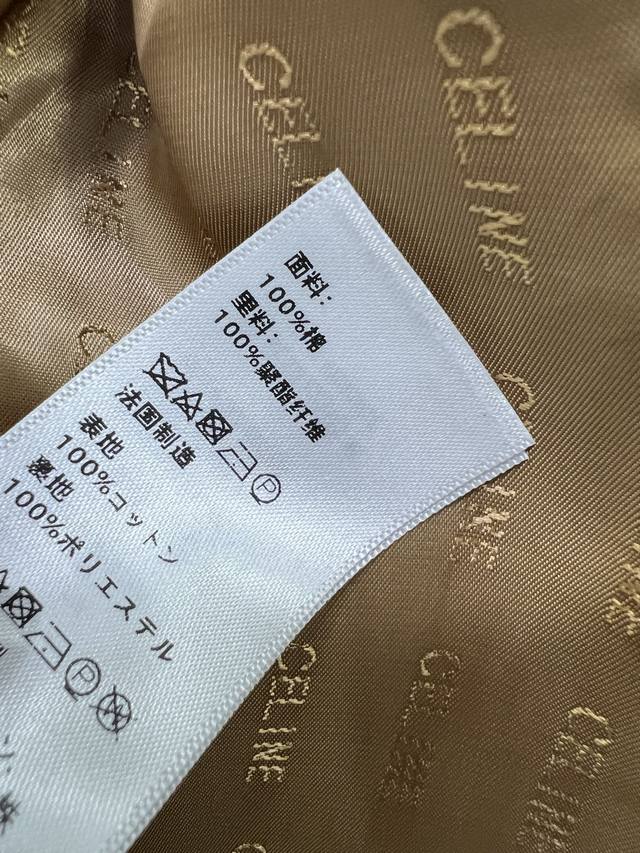 面料:
100%棉
里料:
100%聚酯纤维
法国制造
表地
100%コットン
裏地
100%ポリエステル
CELINE
CELINE
CELINE
CELINE
CELINE